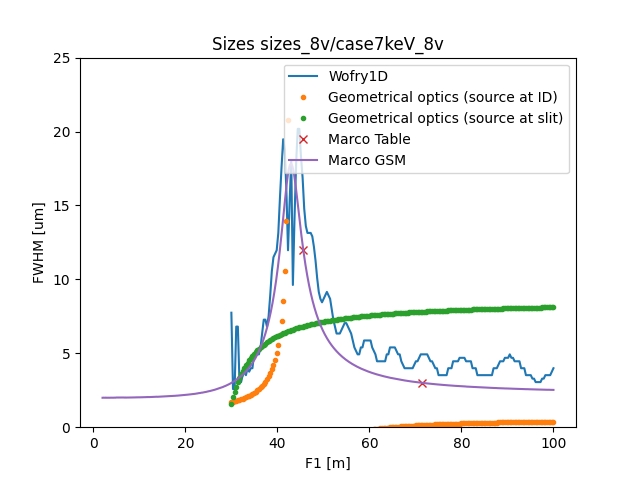 Sizes sizes_8v/case7keV_8v
25
20
15
10
5
0
FWHM [um]
Wofry1D
Geometrical optics (source at ID)
Geometrical optics (source at slit)
Marco Table
Marco GSM
0
20
40
60
80
100
F1 [m]